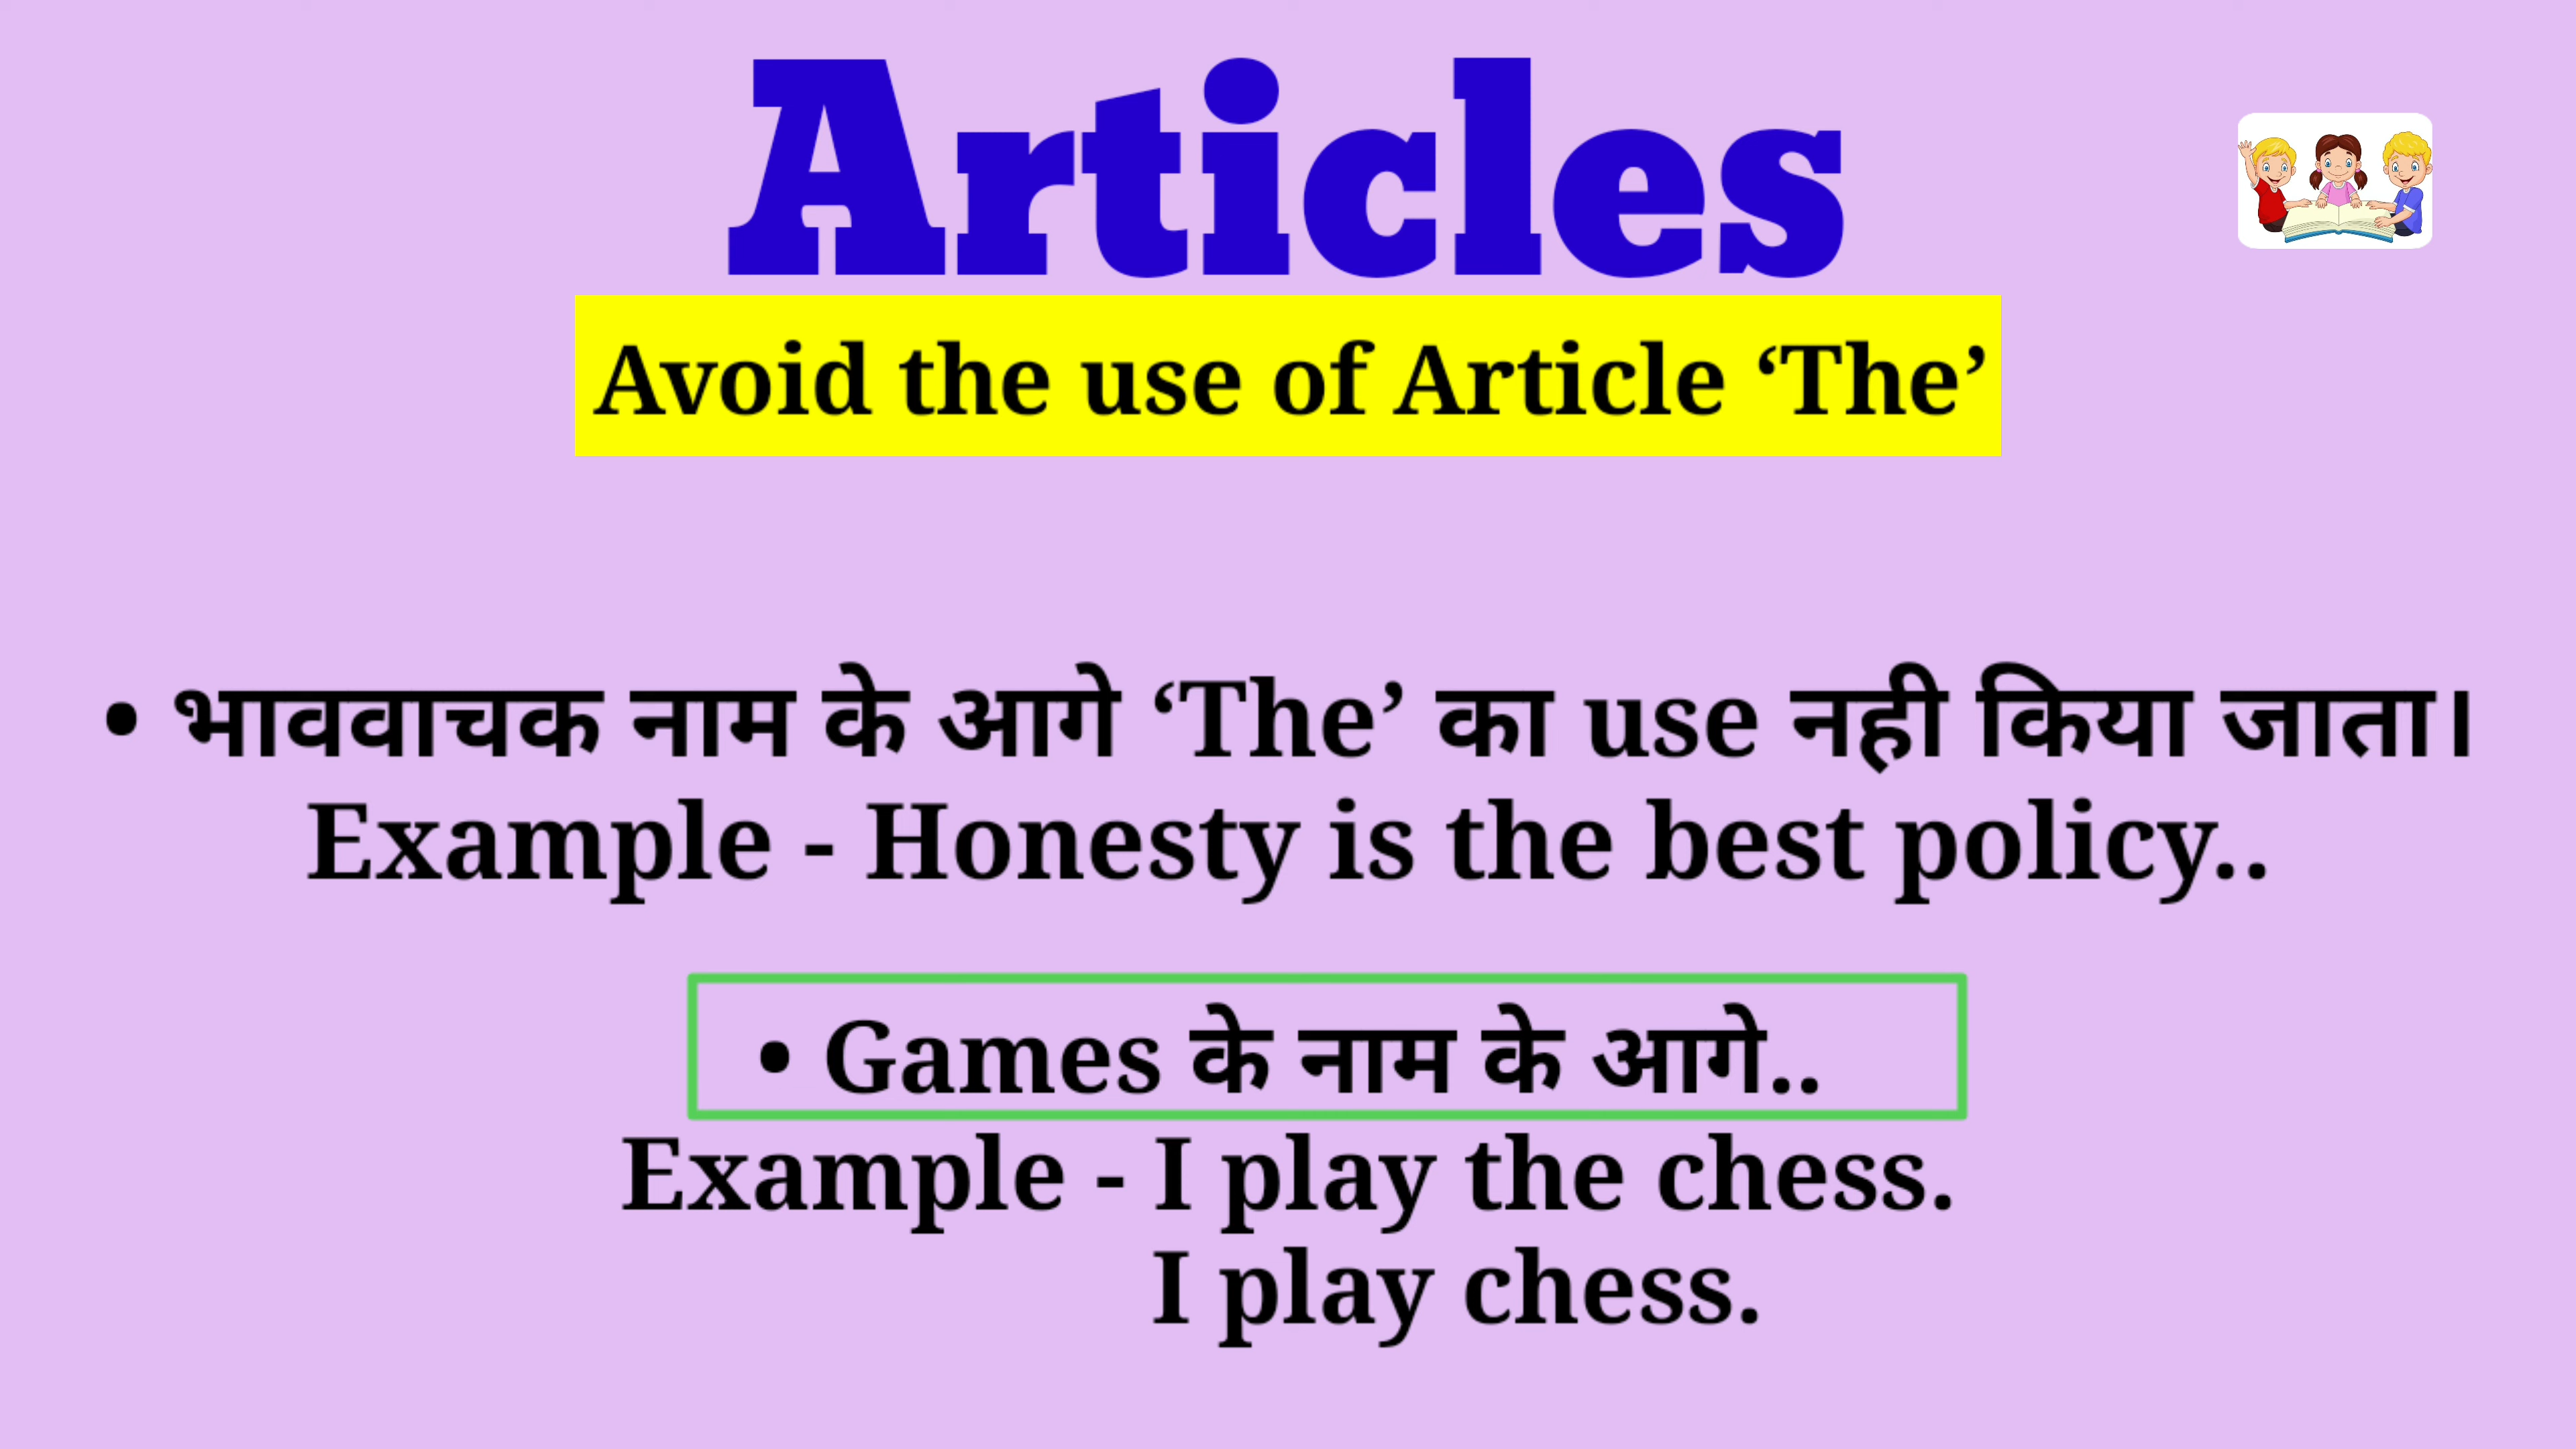 Articles
Avoid the use of Article ‘The’
• भाववाचक नाम के आगे ‘The’ का use नही किया जाता।
Example - Honesty is the best policy..
• Games के नाम के आगे..
Example - I play the chess.
I play chess.